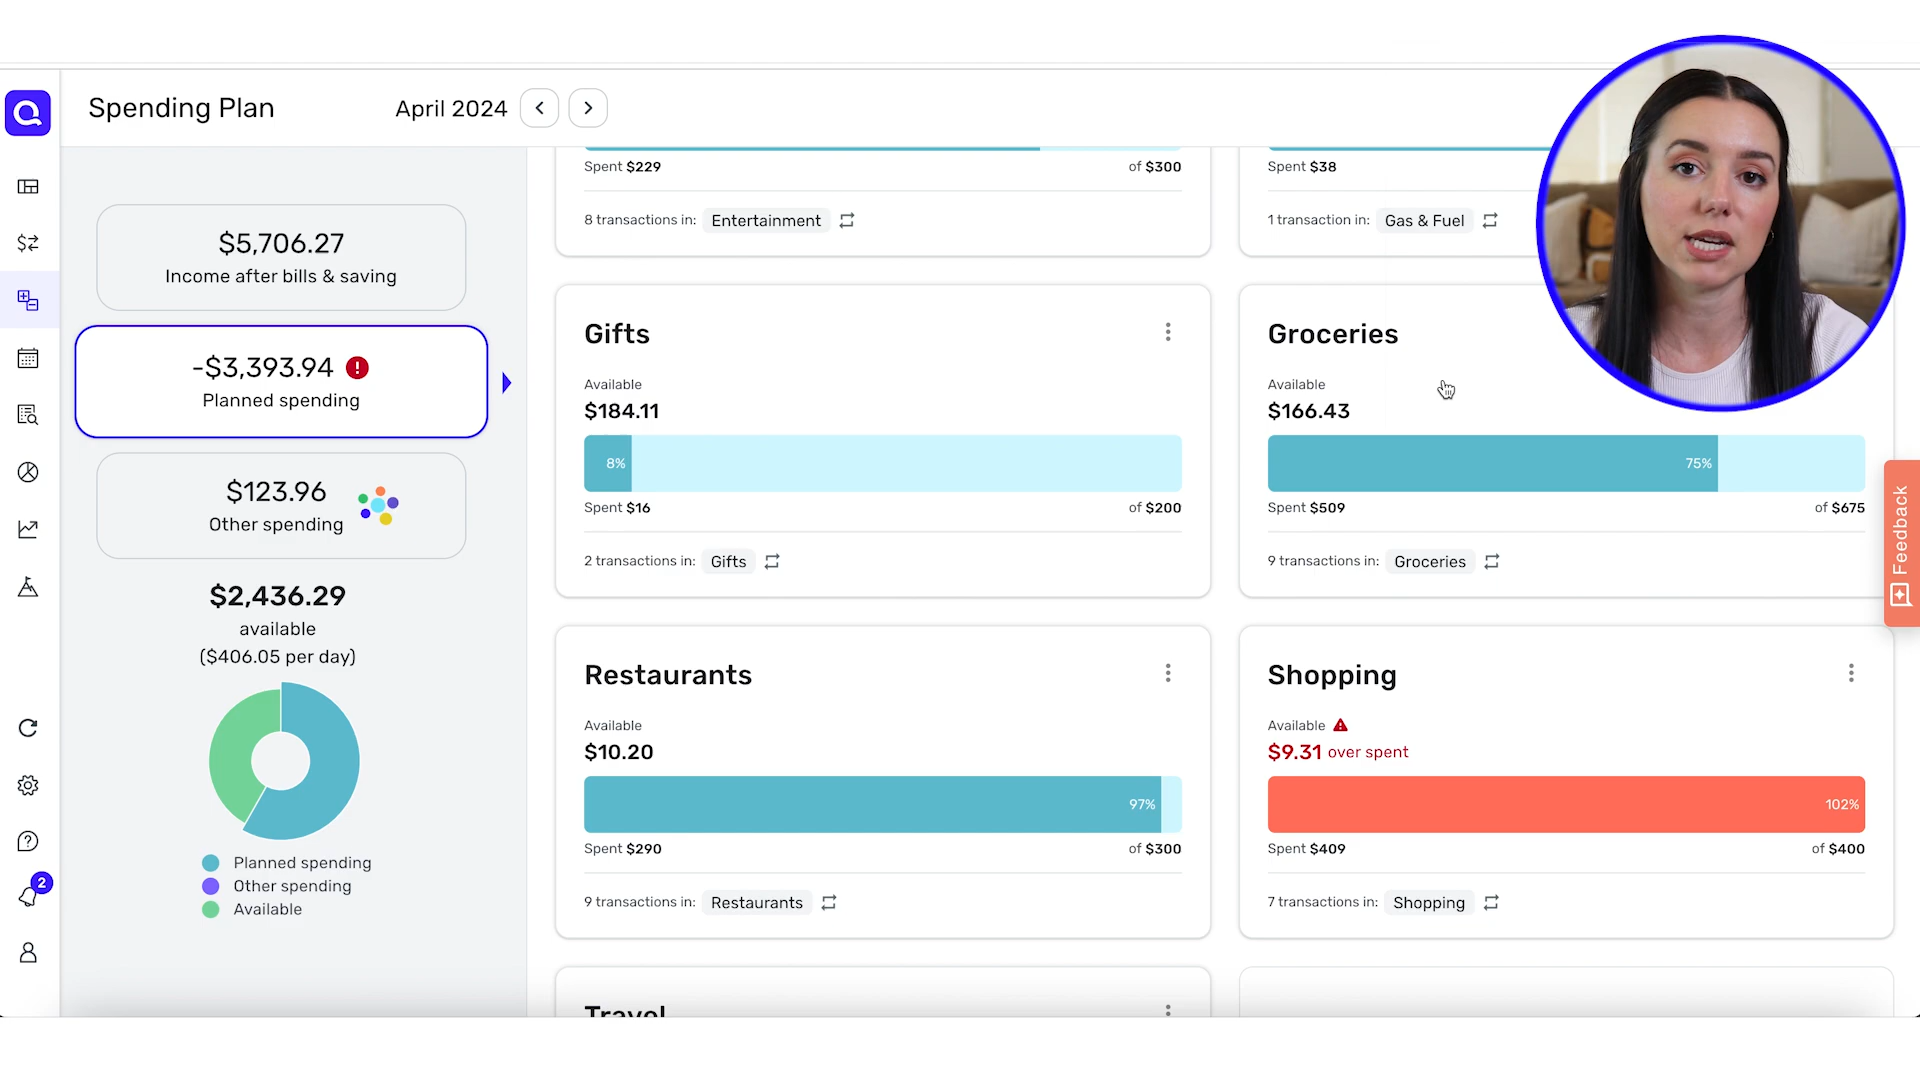 Spending Plan
April 2024
$5,706.27
Income after bills & saving
-$3,393.94
Planned spending
$123.96
Other spending
$2,436.29
available
($406.05 per day)
Planned spending
Other spending
Available
2
Spent $229
of $300
8 transactions in: Entertainment
Spent $38
1 transaction in: Gas & Fuel
Gifts
Available
$184.11
8%
Spent $16
of $200
2 transactions in: Gifts
Groceries
Available
$166.43
75%
Spent $509
of $675
9 transactions in: Groceries
Restaurants
Available
$10.20
97%
Spent $290
of $300
9 transactions in: Restaurants
Shopping
Available
$9.31 over spent
102%
Spent $409
of $400
7 transactions in: Shopping
Travel
Feedback